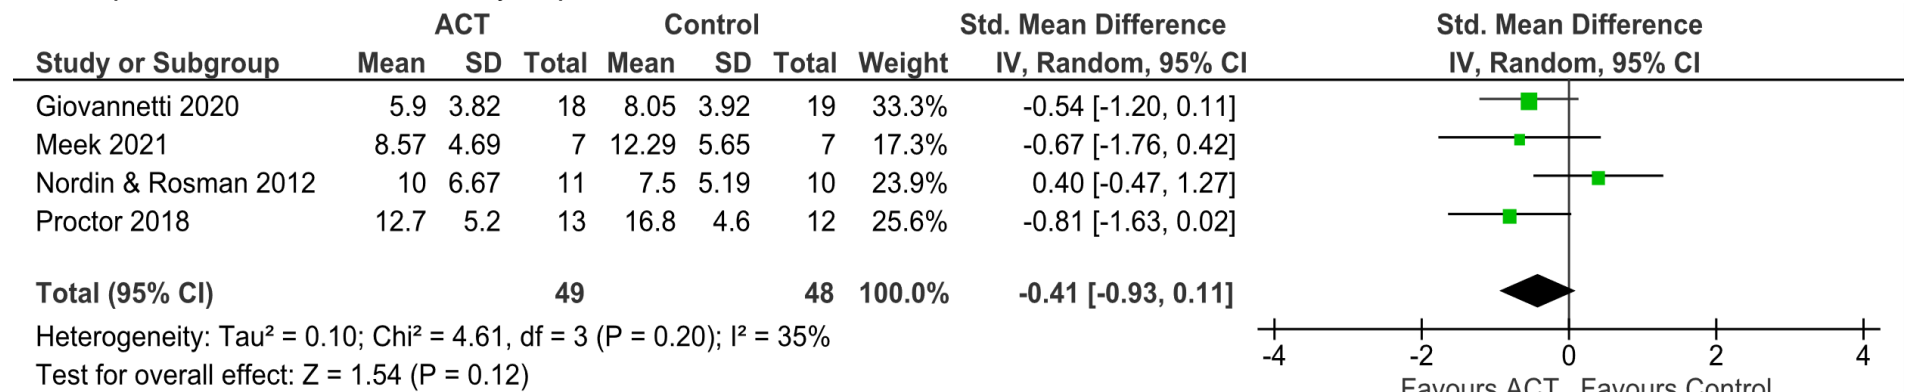 ACT Control Std. Mean Difference Std. Mean Difference
Study or Subgroup Mean SD Total Mean SD Total Weight IV, Random, 95% CI IV, Random, 95% CI
Giovannetti 2020 5.9 3.82 18 8.05 3.92 19 33.3% -0.54 [-1.20, 0.11]
Meek 2021 8.57 4.69 7 12.29 5.65 7 17.3% -0.67 [-1.76, 0.42]
Nordin & Rosman 2012 10 6.67 11 7.5 5.19 10 23.9% 0.40 [-0.47, 1.27]
Proctor 2018 12.7 5.2 13 16.8 4.6 12 25.6% -0.81 [-1.63, 0.02]
Total (95% CI) 49 48 100.0% -0.41 [-0.93, 0.11]
Heterogeneity: Tau² = 0.10; Chi² = 4.61, df = 3 (P = 0.20); I² = 35%
Test for overall effect: Z = 1.54 (P = 0.12)
-4 -2 0 2 4
Favours ACT Favours Control